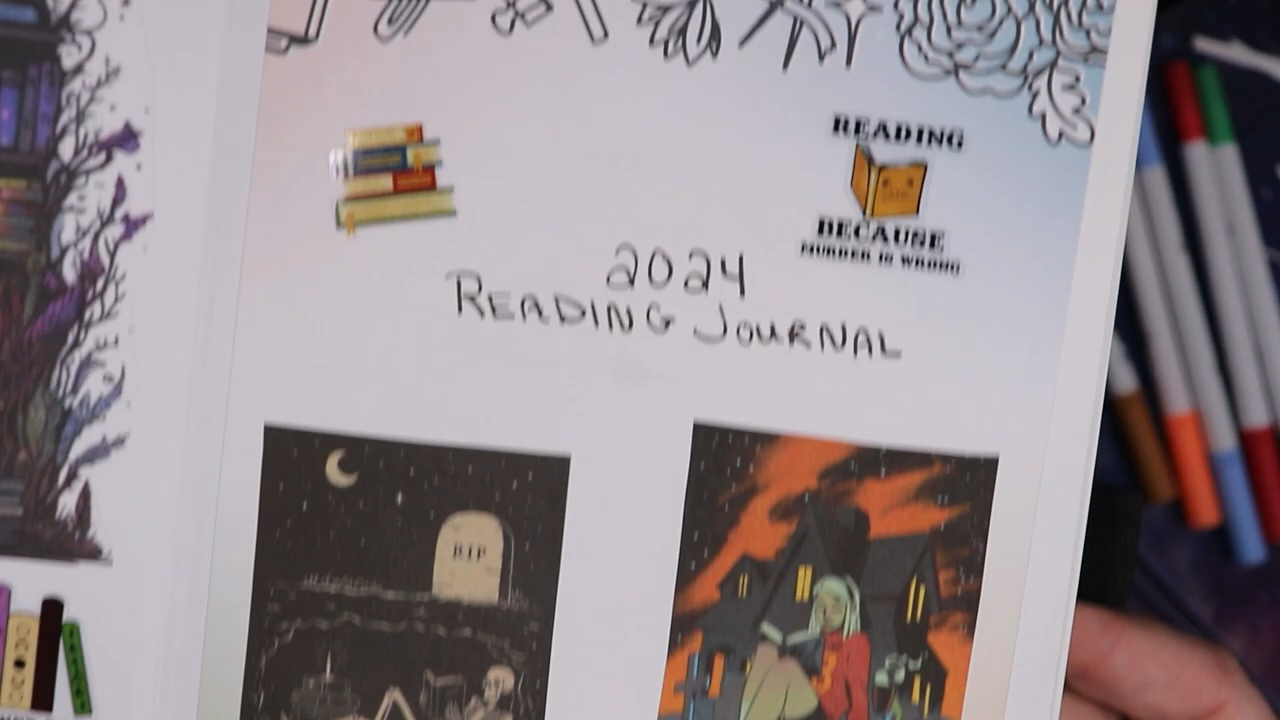 READING
BECAUSE
MURDER IS WRONG
2024
READING JOURNAL
RIP